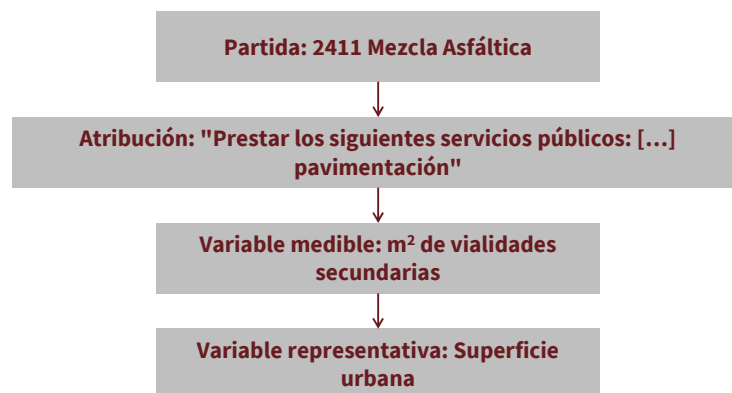 Partida: 2411 Mezcla Asfáltica
Atribución: "Prestar los siguientes servicios públicos: […]
pavimentación"
Variable medible: m² de vialidades
secundarias
Variable representativa: Superficie
urbana